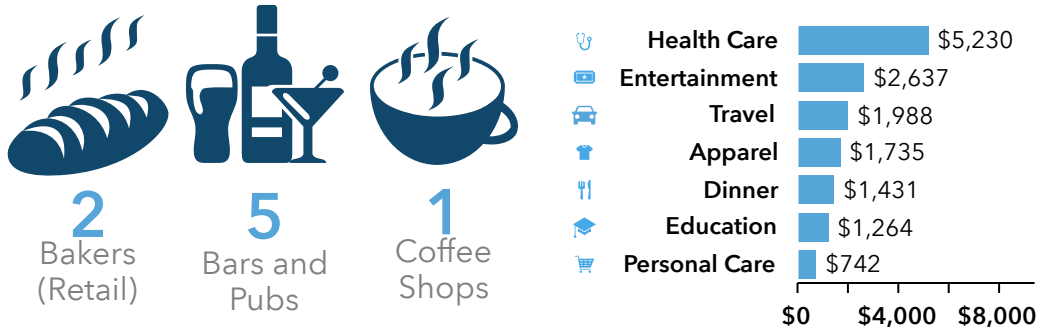 2
Bakers
(Retail)
5
Bars and
Pubs
1
Coffee
Shops
Health Care $5,230
Entertainment $2,637
Travel $1,988
Apparel $1,735
Dinner $1,431
Education $1,264
Personal Care $742
$0 $4,000 $8,000